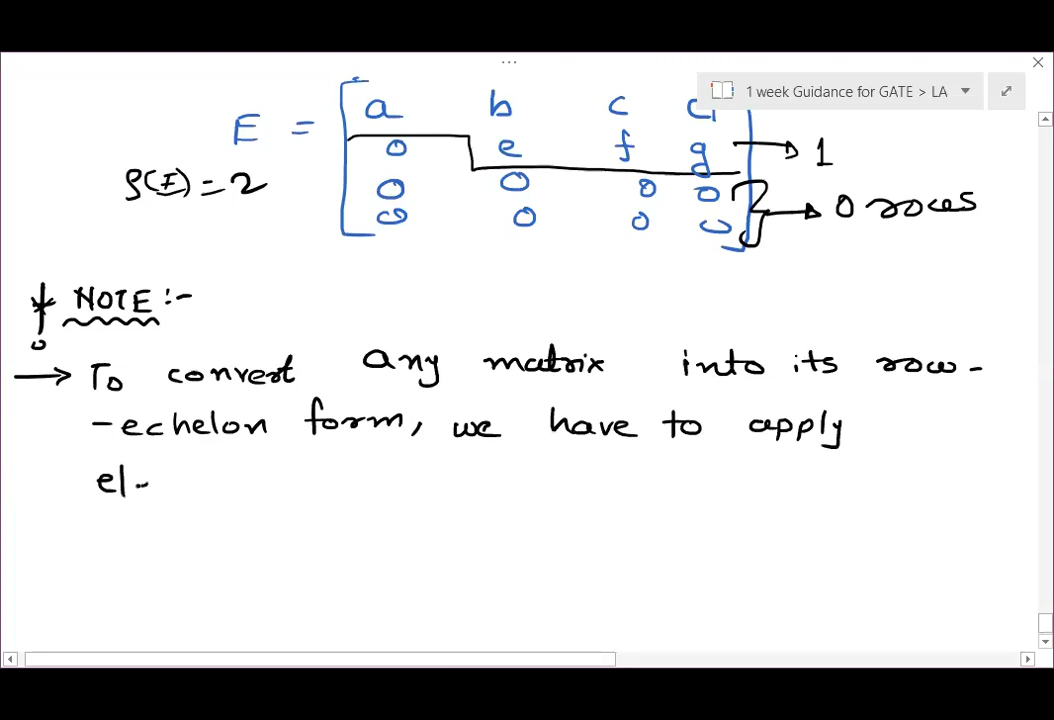 1 week Guidance for GATE > LA
a b c d
E = 0 e f g → 1
ρ(E) = 2 0 0 0 0
0 0 0 0 → 0 rows
* NOTE :-
→ To convert any matrix into its row-
-echelon form, we have to apply
el-